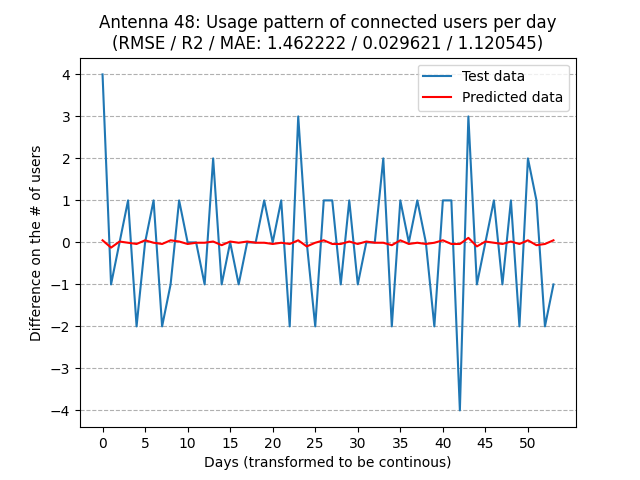 Antenna 48: Usage pattern of connected users per day
(RMSE / R2 / MAE: 1.462222 / 0.029621 / 1.120545)
Test data
Predicted data
Difference on the # of users
4
3
2
1
0
−1
−2
−3
−4
0 5 10 15 20 25 30 35 40 45 50
Days (transformed to be continous)